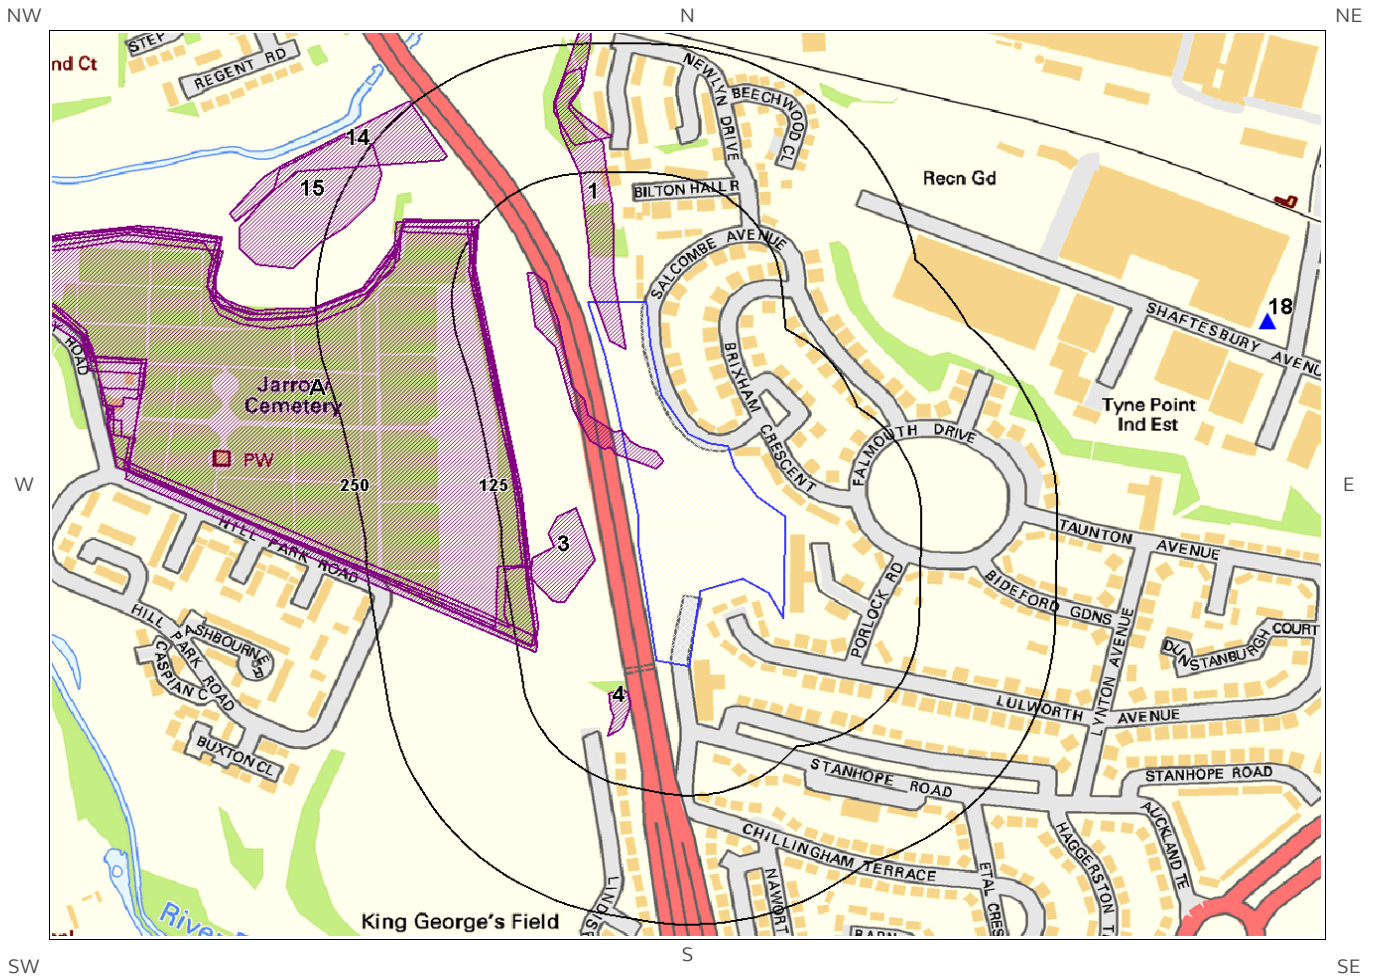 NW
N
NE
STEP
REGENT RD
nd Ct
NEWLYN DRIVE
BEECHWOOD CL
14
15
1
BILTON HALL R
Recn Gd
SALCOMBE AVENUE
18
SHAFTESBURY AVENU
ROAD
BRIXHAM CRESCENT
A
Jarrow
Cemetery
Tyne Point
Ind Est
FALMOUTH DRIVE
PW
W
250
125
E
HILL PARK ROAD
3
TAUNTON AVENUE
PORLOCK RD
BIDEFORD GDNS
HILL PARK ROAD
ASHBOURNE
CASPIAN C
DUNSTANBURGH COURT
LYNTON AVENUE
4
LULWORTH AVENUE
BUXTON CL
STANHOPE ROAD
STANHOPE ROAD
CHILLINGHAM TERRACE
AUCKLAND TE
HAGGERSTON T
ETAL CRES
NAWORT
LINDISF
River
King George's Field
BARN
SW
S
SE